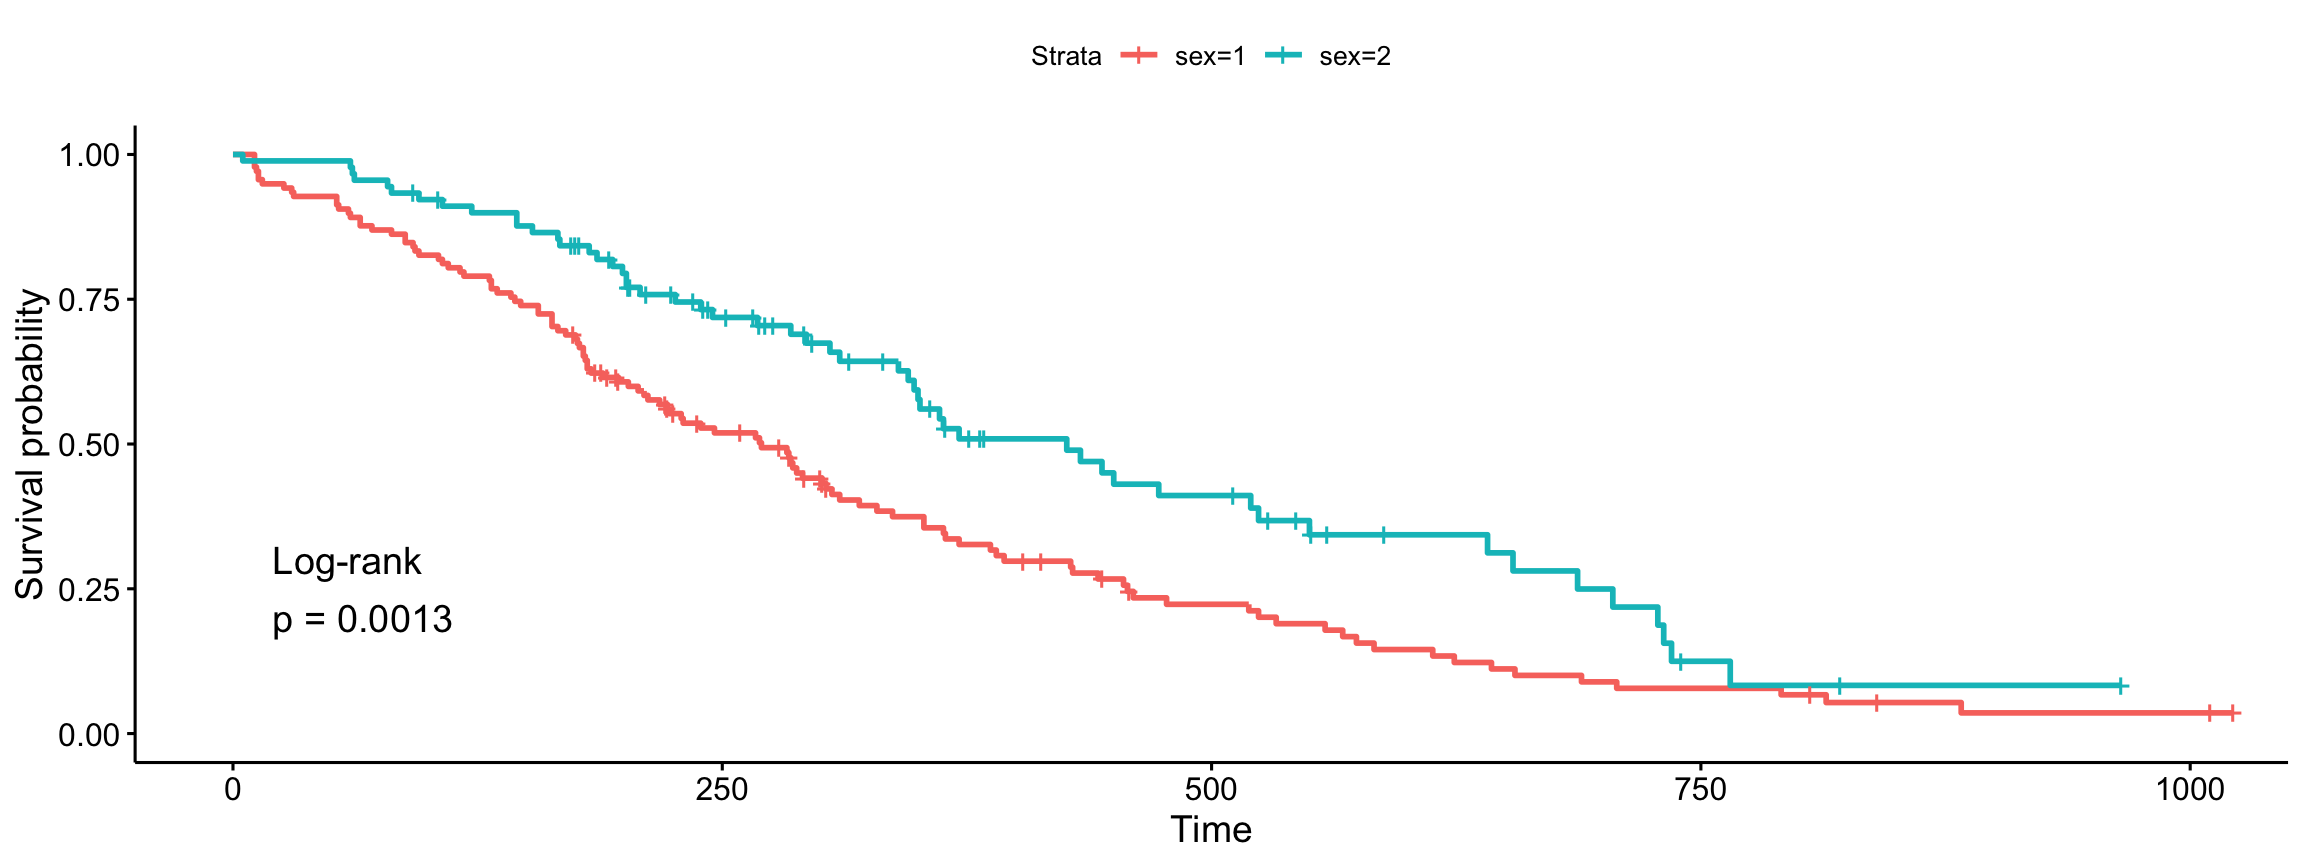 Strata sex=1 sex=2
Survival probability
1.00
0.75
0.50
0.25
0.00
Log-rank
p = 0.0013
0 250 500 750 1000
Time